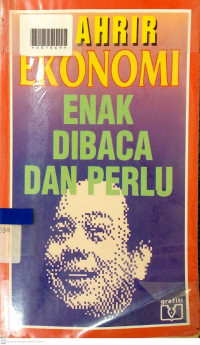 AHRIR
EKONOMI
ENAK
DIBACA
DAN PERLU
grafiti